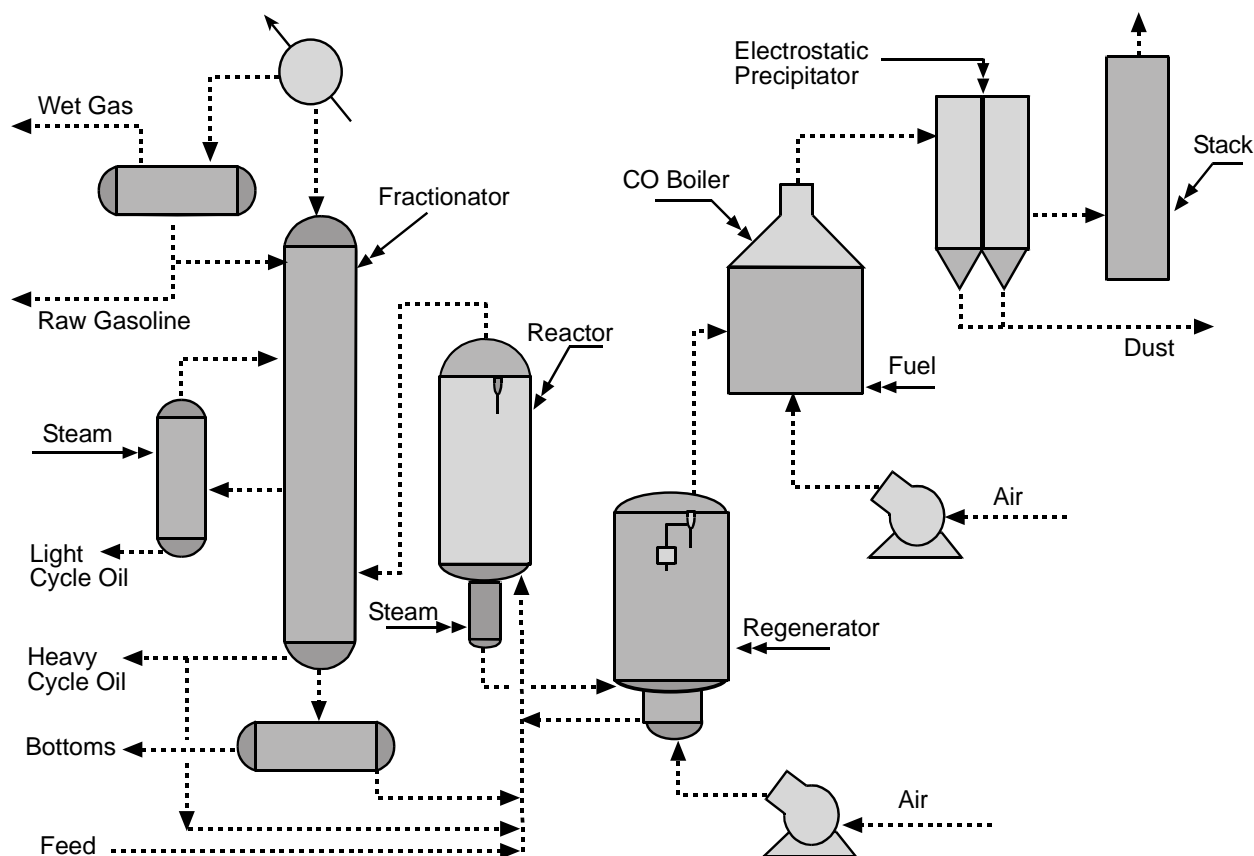 Electrostatic
Precipitator
Wet Gas
Stack
CO Boiler
Fractionator
Raw Gasoline
Reactor
Dust
Fuel
Steam
Air
Light
Cycle Oil
Steam
Regenerator
Heavy
Cycle Oil
Bottoms
Air
Feed